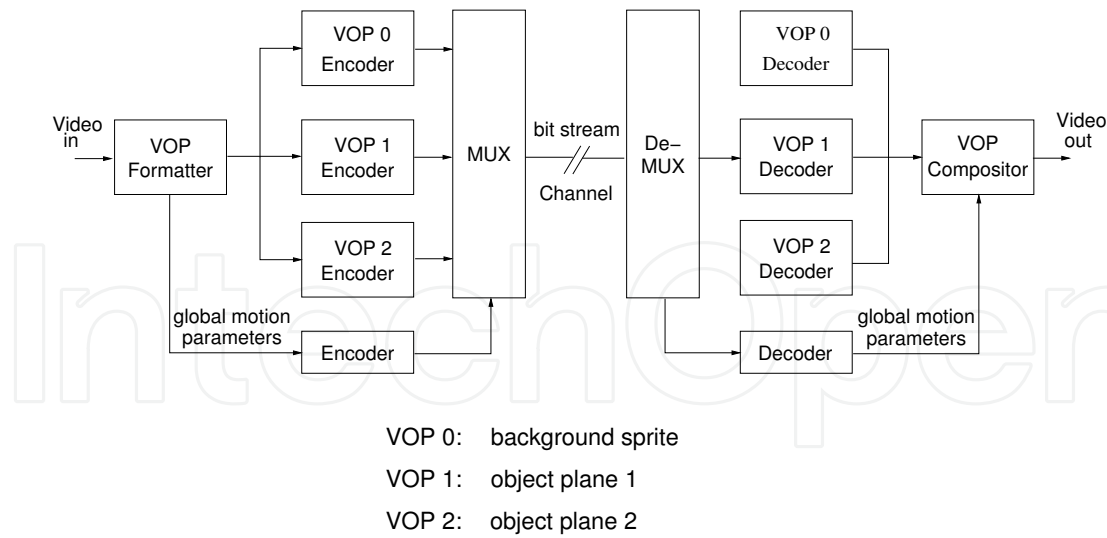 Video
in
VOP
Formatter
VOP 0
Encoder
VOP 1
Encoder
VOP 2
Encoder
global motion
parameters
Encoder
MUX
bit stream
Channel
De-
MUX
VOP 0
Decoder
VOP 1
Decoder
VOP 2
Decoder
Decoder
global motion
parameters
VOP
Compositor
Video
out
IntechOpen
VOP 0: background sprite
VOP 1: object plane 1
VOP 2: object plane 2